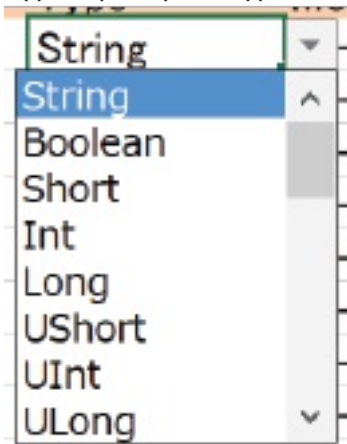 String
String
Boolean
Short
Int
Long
UShort
UInt
ULong